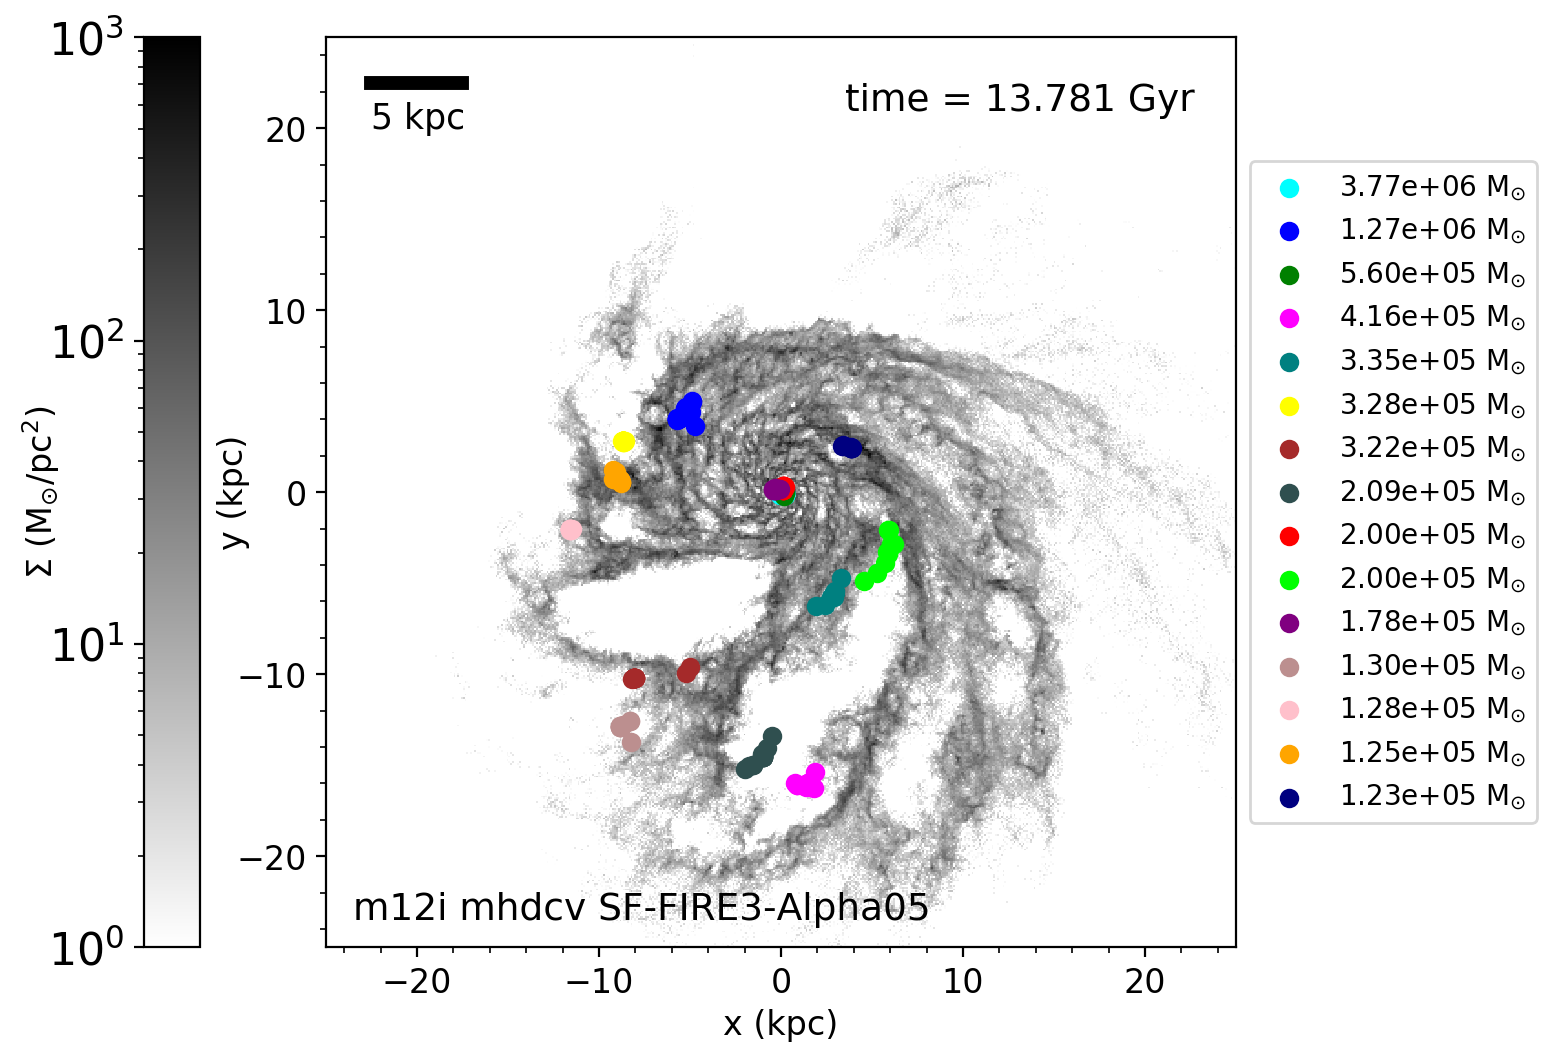 10³
10²
10¹
10⁰
Σ (M☉/pc²)
5 kpc
time = 13.781 Gyr
20
10
0
−10
−20
y (kpc)
m12i mhdcv SF-FIRE3-Alpha05
−20
−10
0
10
20
x (kpc)
3.77e+06 M☉
1.27e+06 M☉
5.60e+05 M☉
4.16e+05 M☉
3.35e+05 M☉
3.28e+05 M☉
3.22e+05 M☉
2.09e+05 M☉
2.00e+05 M☉
2.00e+05 M☉
1.78e+05 M☉
1.30e+05 M☉
1.28e+05 M☉
1.25e+05 M☉
1.23e+05 M☉